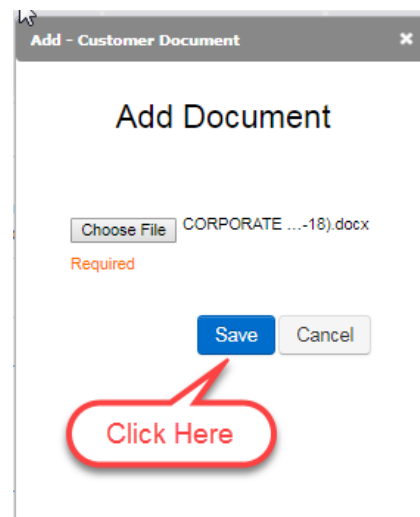 Add - Customer Document ×
Add Document
Choose File CORPORATE ...-18).docx
Required
Save Cancel
Click Here